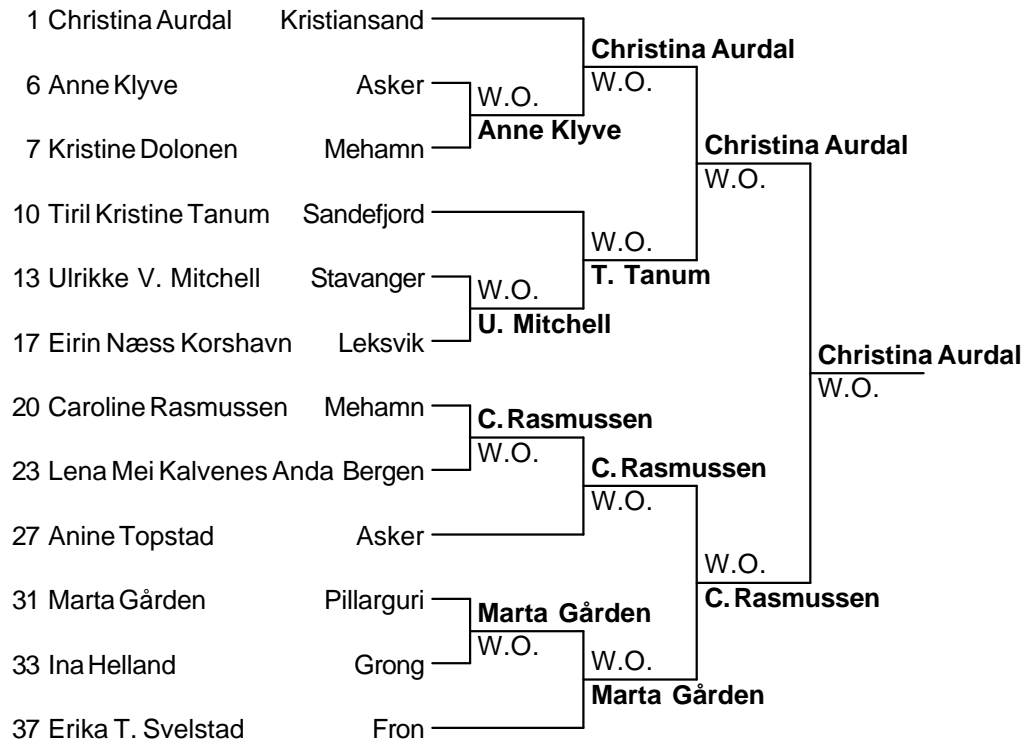 1 Christina Aurdal Kristiansand
Christina Aurdal
6 Anne Klyve Asker W.O. W.O.
Anne Klyve
7 Kristine Dolonen Mehamn Christina Aurdal
W.O.
10 Tiril Kristine Tanum Sandefjord
W.O.
13 Ulrikke V. Mitchell Stavanger W.O. T. Tanum
U. Mitchell
17 Eirin Næss Korshavn Leksvik Christina Aurdal
W.O.
20 Caroline Rasmussen Mehamn C. Rasmussen
W.O.
23 Lena Mei Kalvenes Anda Bergen C. Rasmussen
W.O.
27 Anine Topstad Asker
W.O.
31 Marta Gården Pillarguri C. Rasmussen
Marta Gården
W.O.
33 Ina Helland Grong W.O.
Marta Gården
37 Erika T. Svelstad Fron